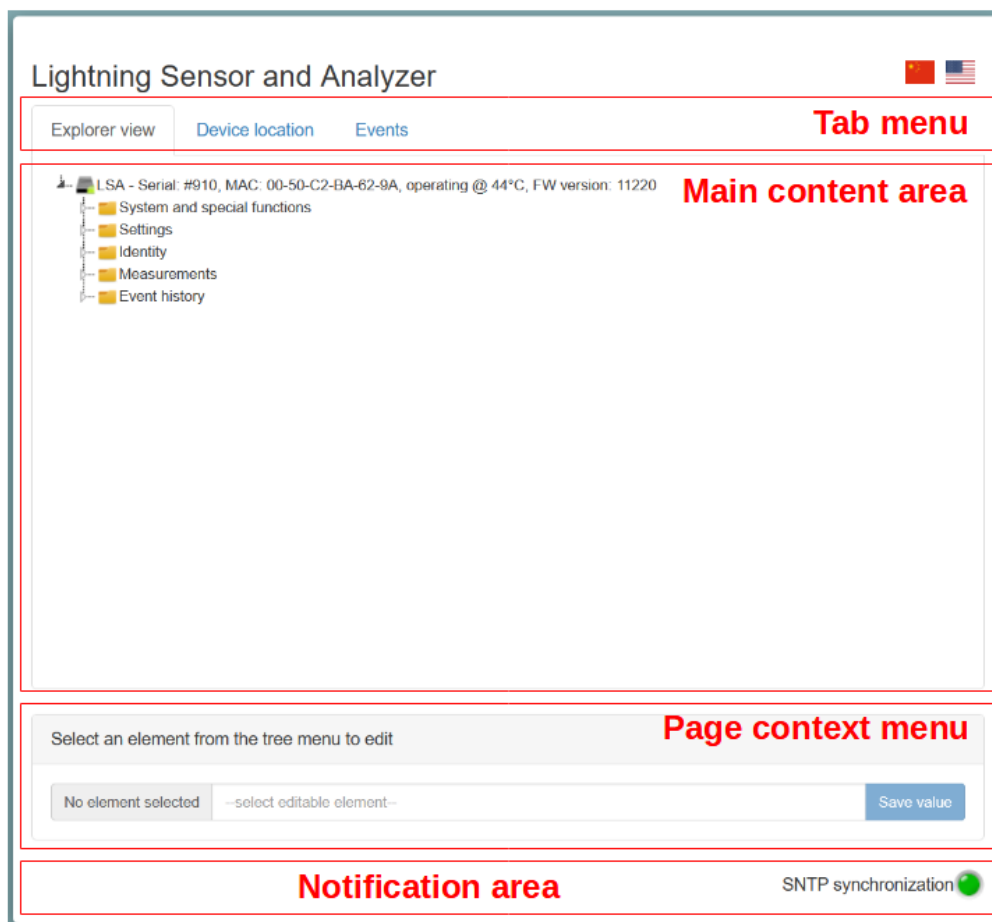 Lightning Sensor and Analyzer
Explorer view Device location Events Tab menu
LSA - Serial: #910, MAC: 00-50-C2-BA-62-9A, operating @ 44°C, FW version: 11220
Main content area
System and special functions
Settings
Identity
Measurements
Event history
Page context menu
Select an element from the tree menu to edit
No element selected --select editable element-- Save value
Notification area SNTP synchronization